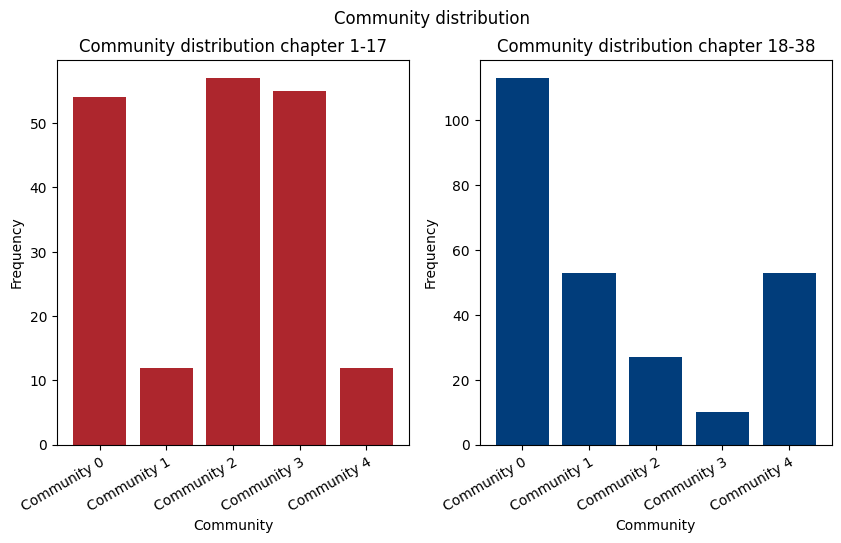 Community distribution
Community distribution chapter 1-17
Frequency
50
40
30
20
10
0
Community 0
Community 1
Community 2
Community 3
Community 4
Community
Community distribution chapter 18-38
Frequency
100
80
60
40
20
0
Community 0
Community 1
Community 2
Community 3
Community 4
Community